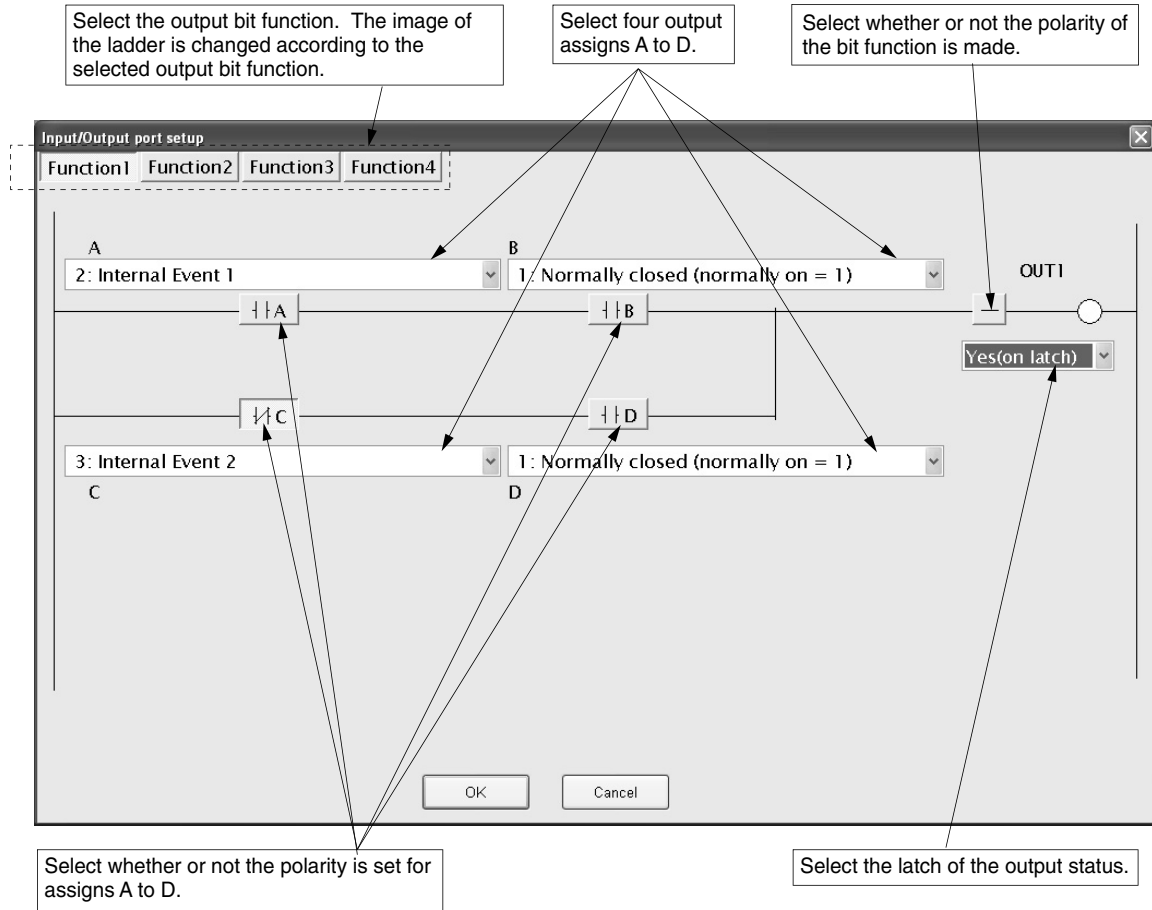 Select the output bit function.  The image of
the ladder is changed according to the
selected output bit function.
Select four output
assigns A to D.
Select whether or not the polarity of
the bit function is made.
Input/Output port setup
Function1 Function2 Function3 Function4
A
B
2: Internal Event 1
1: Normally closed (normally on = 1)
OUT1
A
B
Yes(on latch)
C
D
3: Internal Event 2
1: Normally closed (normally on = 1)
C
D
OK
Cancel
Select whether or not the polarity is set for
assigns A to D.
Select the latch of the output status.